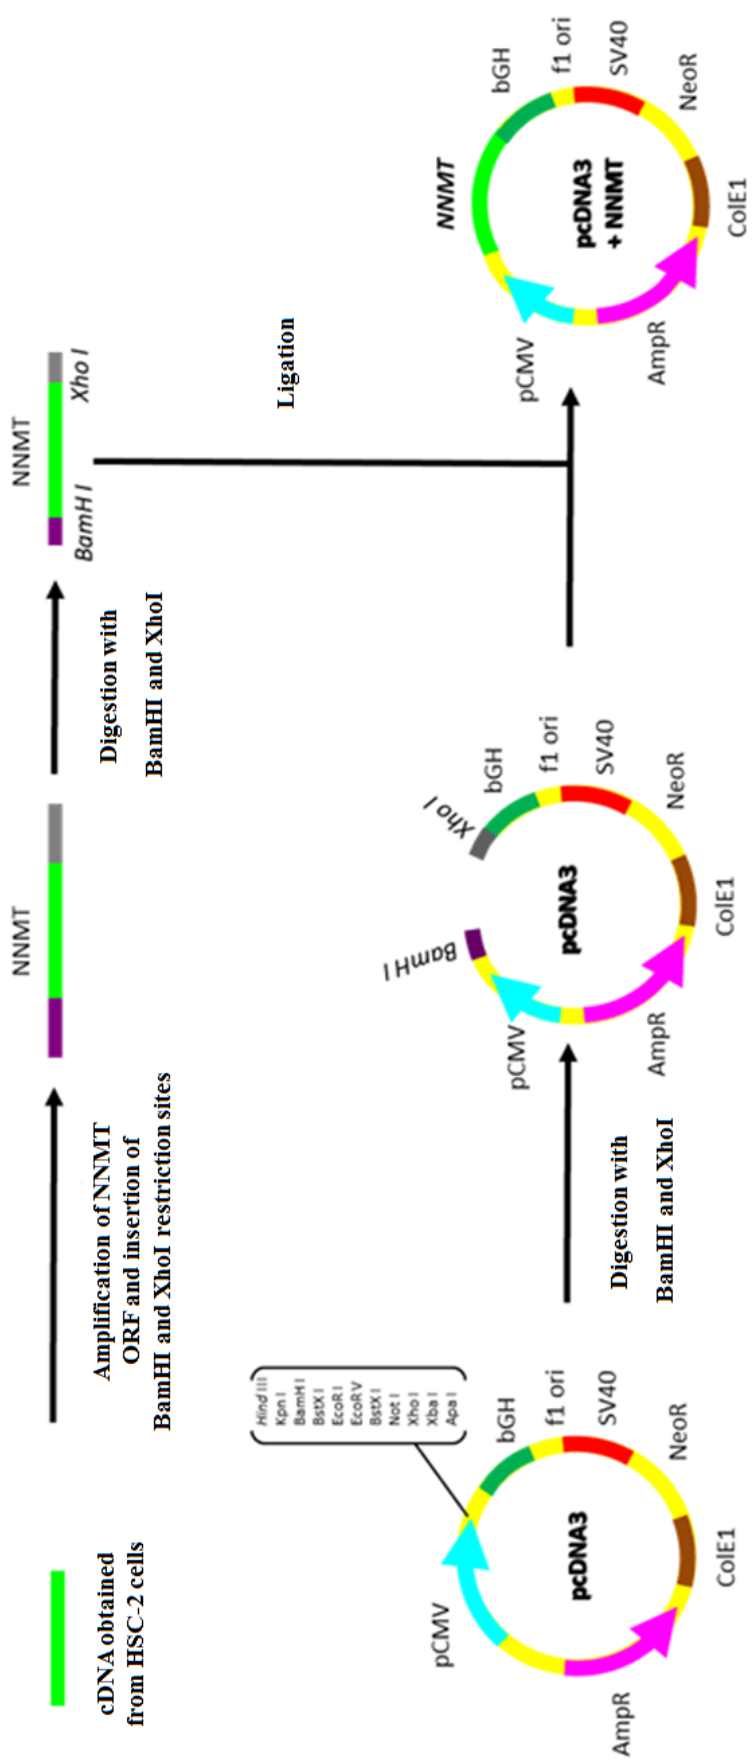 cDNA obtained
from HSC-2 cells
Amplification of NNMT
ORF and insertion of
BamHI and XhoI restriction sites
NNMT
Digestion with
BamHI and XhoI
NNMT
BamH I
Xho I
Ligation
Hind III
Kpn I
BamH I
BstX I
EcoR I
EcoR V
BstX I
Not I
Xho I
Xba I
Apa I
pCMV
bGH
f1 ori
SV40
NeoR
ColE1
AmpR
pcDNA3
Digestion with
BamHI and XhoI
BamH I
Xho I
pCMV
bGH
f1 ori
SV40
NeoR
ColE1
AmpR
pcDNA3
NNMT
pCMV
bGH
f1 ori
SV40
NeoR
ColE1
AmpR
pcDNA3
+ NNMT